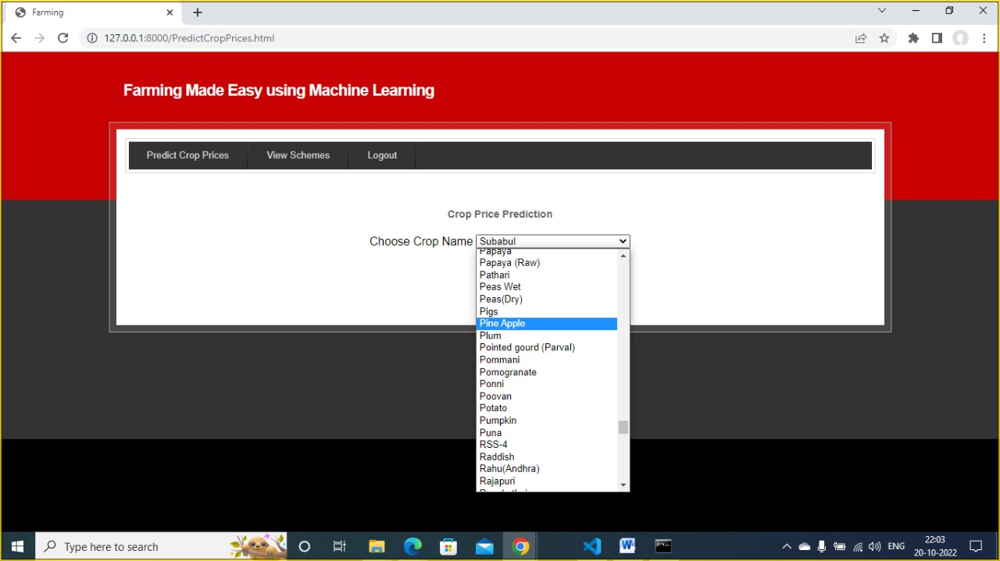 Farming
127.0.0.1:8000/PredictCropPrices.html
Farming Made Easy using Machine Learning
Predict Crop Prices View Schemes Logout
Crop Price Prediction
Choose Crop Name Subabul
Papaya
Papaya (Raw)
Pathari
Peas Wet
Peas(Dry)
Pigs
Pine Apple
Plum
Pointed gourd (Parval)
Pommani
Pomogranate
Ponni
Poovan
Potato
Pumpkin
Puna
RSS-4
Raddish
Rahu(Andhra)
Rajapuri
Type here to search
ENG
22:03
20-10-2022